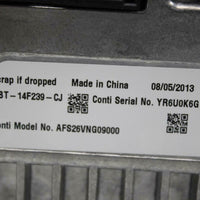 crap if dropped Made in China 08/05/2013
BT-14F239-CJ Conti Serial No. YR6U0K6G
onti Model No. AFS26VNG09000